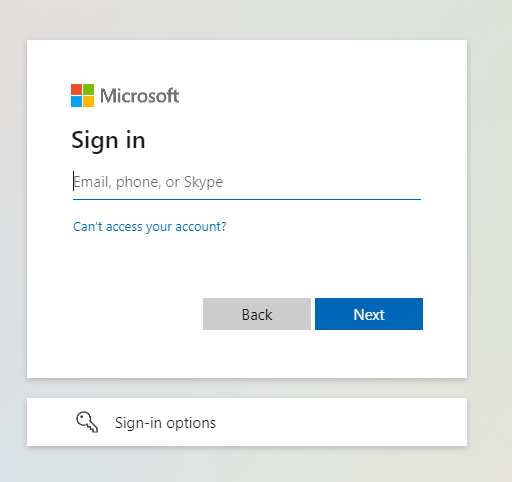 Microsoft
Sign in
Email, phone, or Skype
Can't access your account?
Back
Next
Sign-in options